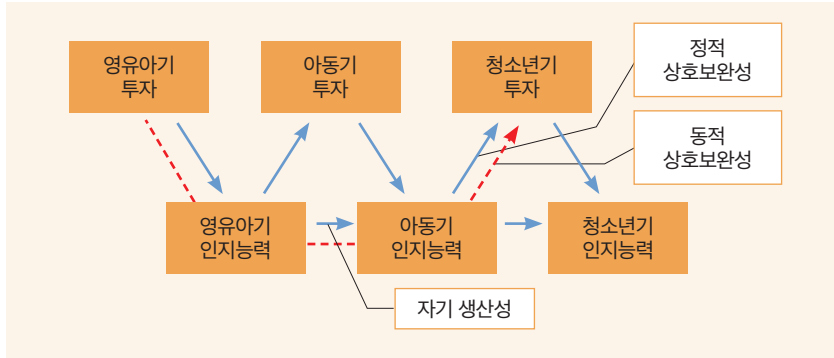 영유아기
투자
아동기
투자
청소년기
투자
정적
상호보완성
동적
상호보완성
영유아기
인지능력
아동기
인지능력
청소년기
인지능력
자기 생산성